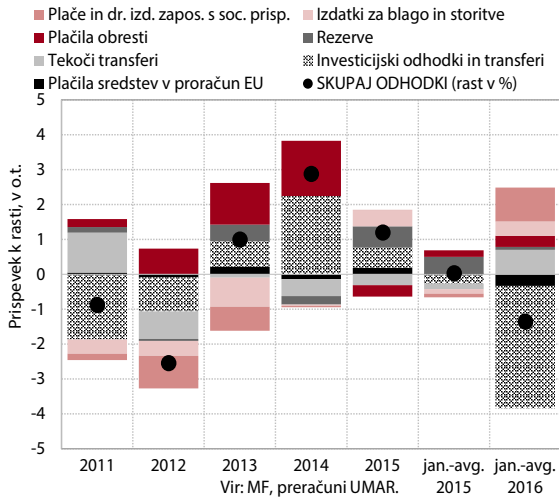 Plače in dr. izd. zapos. s soc. prisp.
Izdatki za blago in storitve
Plačila obresti
Rezerve
Tekoči transferi
Investicijski odhodki in transferi
Plačila sredstev v proračun EU
SKUPAJ ODHODKI (rast v %)
Prispevek k rasti, v o.t.
5
4
3
2
1
0
-1
-2
-3
-4
-5
2011 2012 2013 2014 2015 jan.-avg. jan.-avg.
2015 2016
Vir: MF, preračuni UMAR.